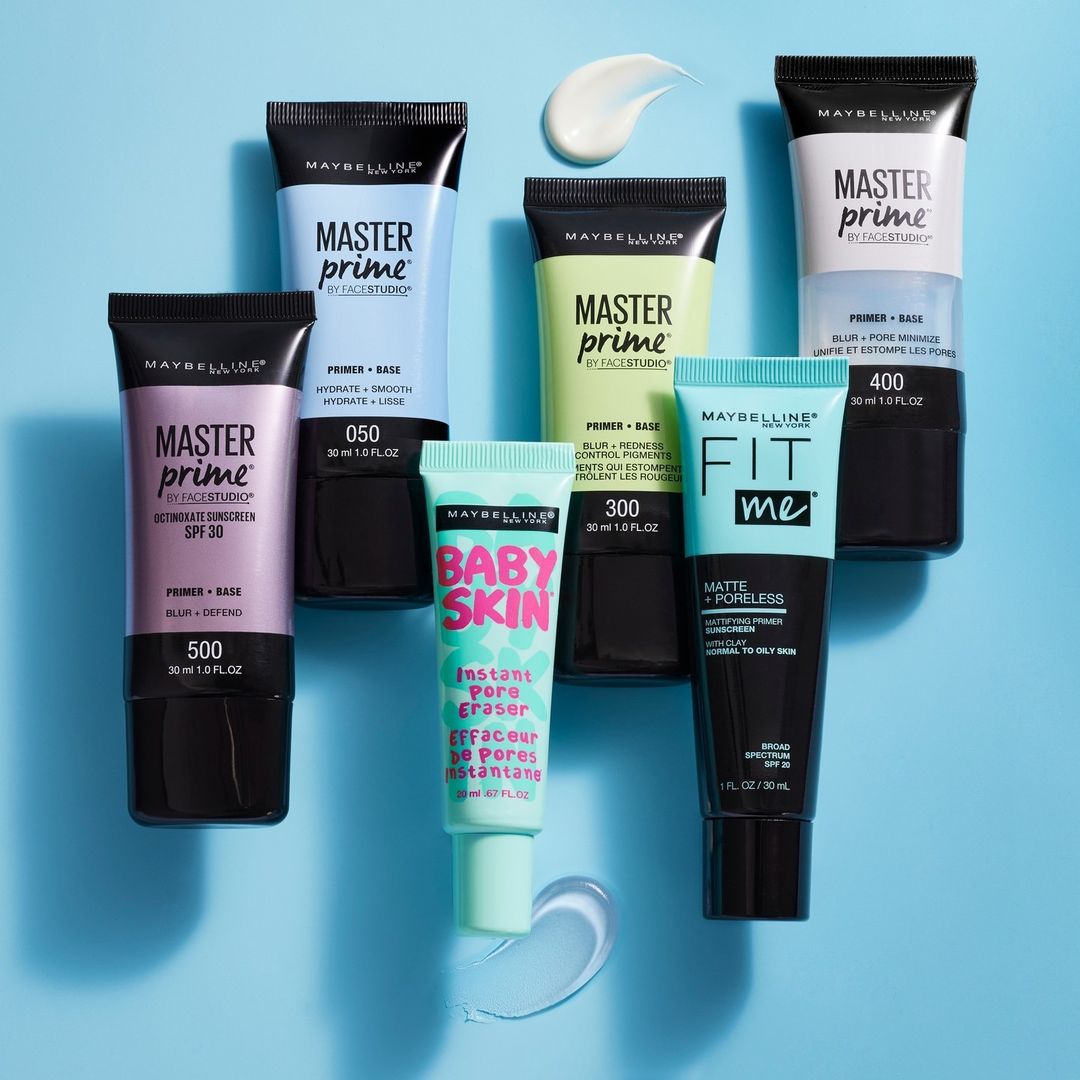 MAYBELLINE®
NEW YORK
MASTER
prime®
BY FACESTUDIO®
PRIMER • BASE
HYDRATE + SMOOTH
HYDRATE + LISSE
050
30 ml 1.0 FL.OZ
MAYBELLINE®
NEW YORK
MASTER
prime®
BY FACESTUDIO®
PRIMER • BASE
BLUR + REDNESS
CONTROL PIGMENTS
QUI ESTOMPENT
300
30 ml 1.0 FL.OZ
MAYBELLINE®
NEW YORK
MASTER
prime®
BY FACESTUDIO®
PRIMER • BASE
BLUR + PORE MINIMIZE
UNIFIE ET ESTOMPE LES PORES
400
30 ml 1.0 FL.OZ
MAYBELLINE®
NEW YORK
MASTER
prime®
BY FACESTUDIO®
OCTINOXATE SUNSCREEN
SPF 30
PRIMER • BASE
BLUR + DEFEND
500
30 ml 1.0 FL.OZ
MAYBELLINE®
NEW YORK
BABY
SKIN®
Instant
Pore
Eraser
Effaceur
De Pores
Instantané
20 ml .67 FL.OZ
MAYBELLINE®
NEW YORK
FIT
me®
MATTE
+ PORELESS
MATTIFYING PRIMER
SUNSCREEN
WITH CLAY
NORMAL TO OILY SKIN
BROAD
SPECTRUM
SPF 20
1 FL. OZ / 30 mL